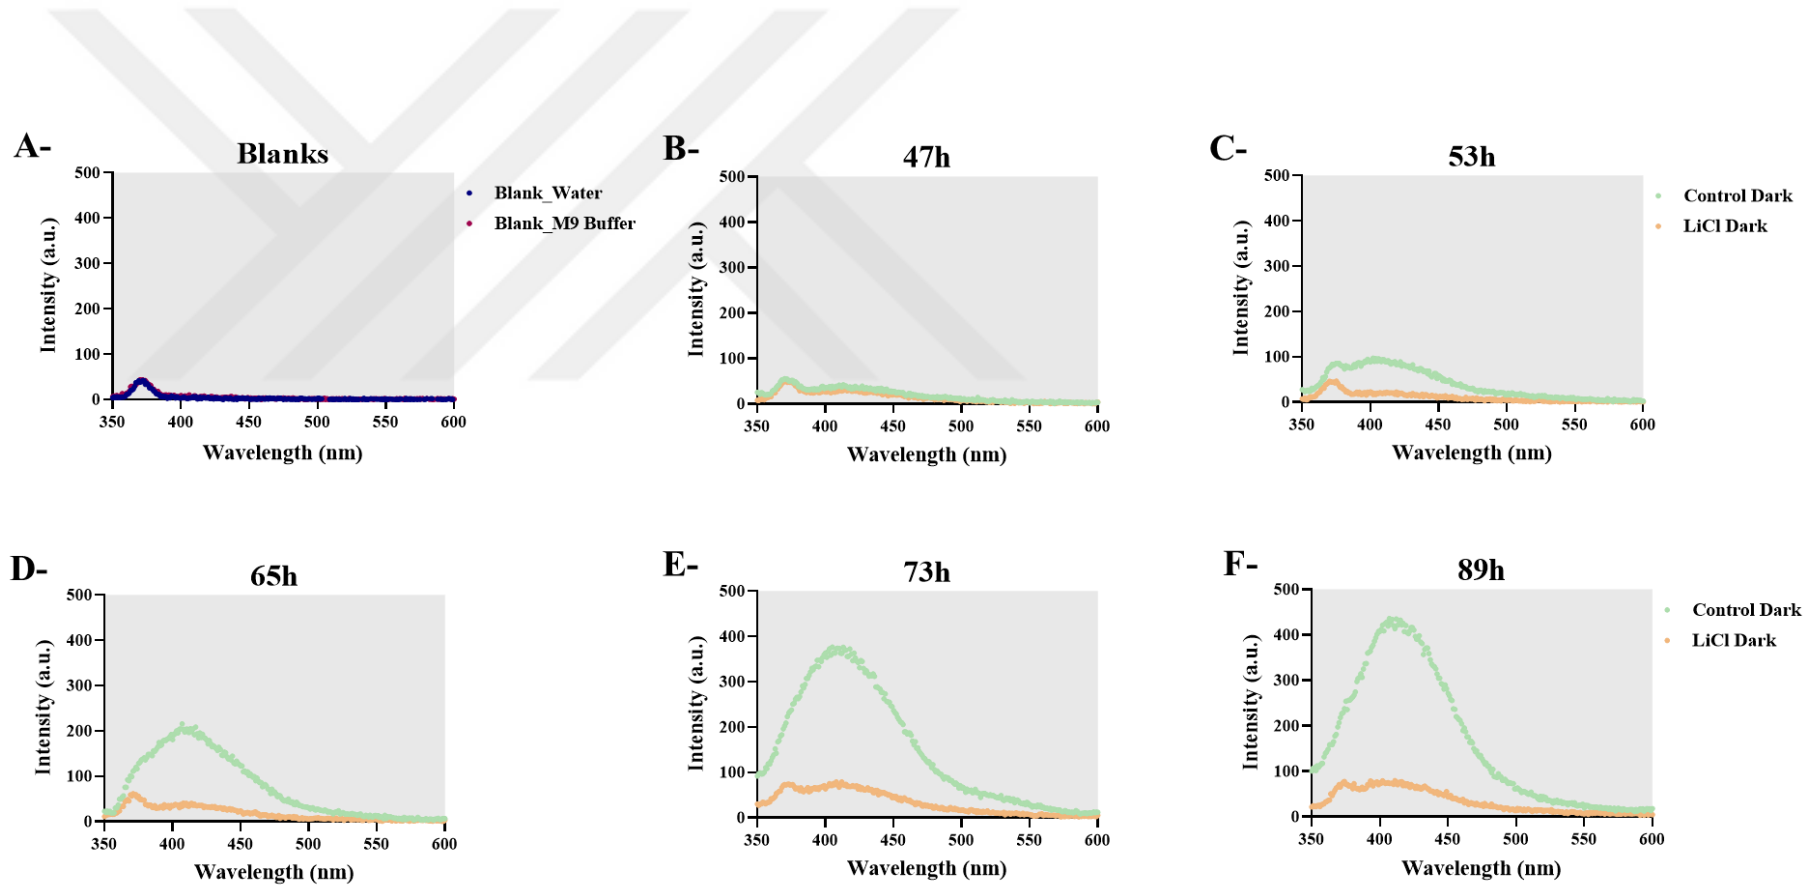 A-
Blanks
500
400
300
200
100
0
Intensity (a.u.)
350 400 450 500 550 600
Wavelength (nm)
Blank_Water
Blank_M9 Buffer
B-
47h
500
400
300
200
100
0
Intensity (a.u.)
350 400 450 500 550 600
Wavelength (nm)
C-
53h
500
400
300
200
100
0
Intensity (a.u.)
350 400 450 500 550 600
Wavelength (nm)
Control Dark
LiCl Dark
D-
65h
500
400
300
200
100
0
Intensity (a.u.)
350 400 450 500 550 600
Wavelength (nm)
E-
73h
500
400
300
200
100
0
Intensity (a.u.)
350 400 450 500 550 600
Wavelength (nm)
F-
89h
500
400
300
200
100
0
Intensity (a.u.)
350 400 450 500 550 600
Wavelength (nm)
Control Dark
LiCl Dark